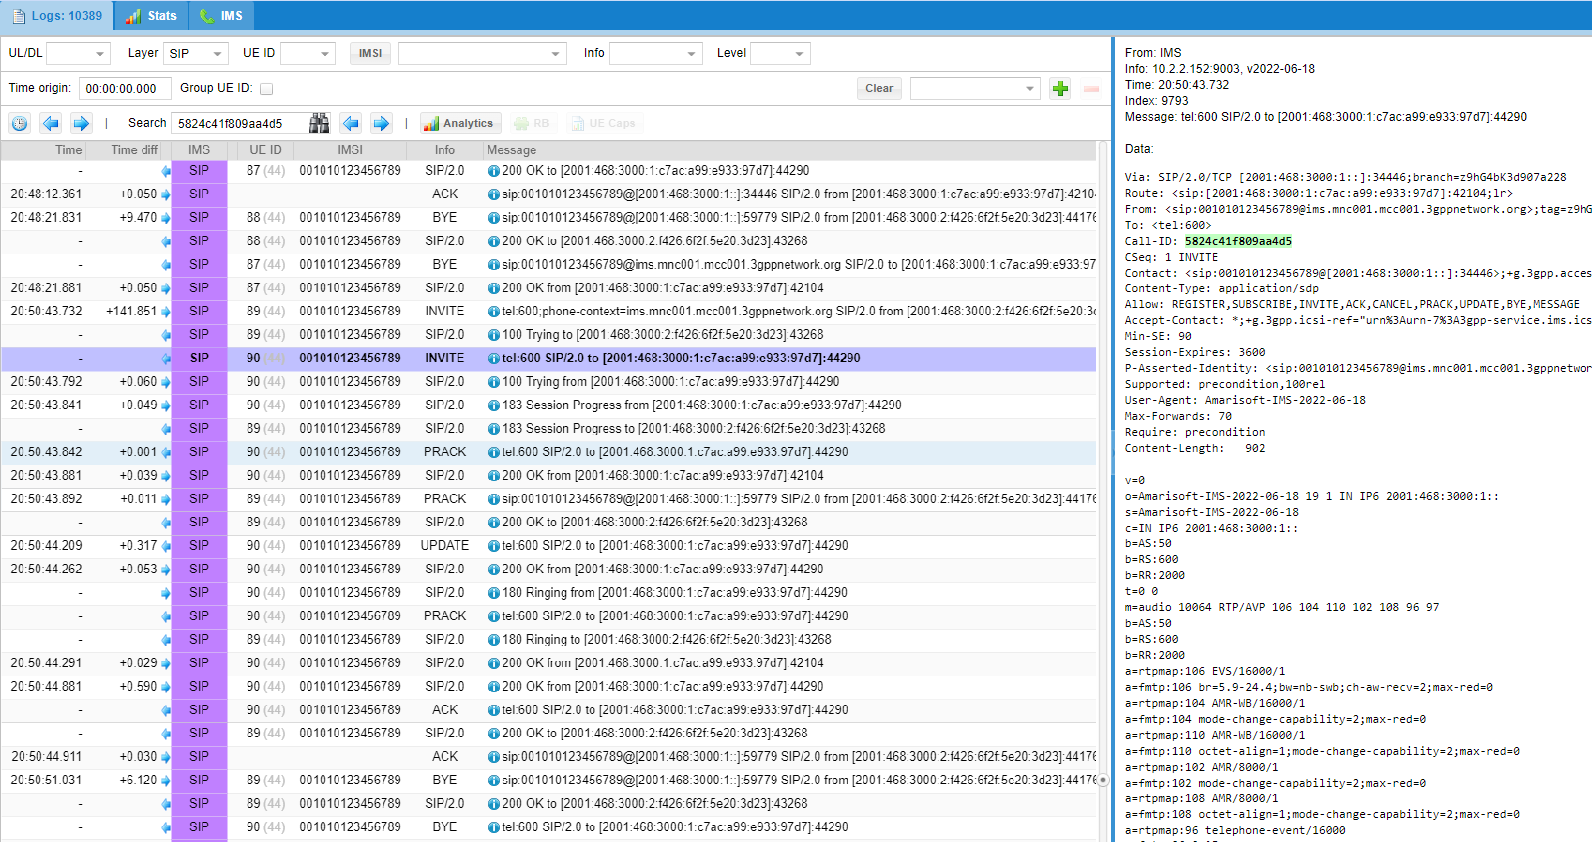 Logs: 10389 Stats IMS
UL/DL Layer SIP UE ID IMSI Info Level
Time origin: 00:00:00.000 Group UE ID: Clear
Search 5824c41f809aa4d5 Analytics RB UE Caps
Time Time diff IMS UE ID IMSI Info Message
- SIP 87 (44) 001010123456789 SIP/2.0 200 OK to [2001:468:3000:1:c7ac:a99:e933:97d7]:44290
20:48:12.361 +0.050 SIP ACK sip:001010123456789@[2001:468:3000:1::]:34446 SIP/2.0 from [2001:468:3000:1:c7ac:a99:e933:97d7]:42104
20:48:21.831 +9.470 SIP 88 (44) 001010123456789 BYE sip:001010123456789@[2001:468:3000:1::]:59779 SIP/2.0 from [2001:468:3000:2:f426:6f2f:5e20:3d23]:44176
- SIP 88 (44) 001010123456789 SIP/2.0 200 OK to [2001:468:3000:2:f426:6f2f:5e20:3d23]:43268
- SIP 87 (44) 001010123456789 BYE sip:001010123456789@ims.mnc001.mcc001.3gppnetwork.org SIP/2.0 to [2001:468:3000:1:c7ac:a99:e933:97
20:48:21.881 +0.050 SIP 87 (44) 001010123456789 SIP/2.0 200 OK from [2001:468:3000:1:c7ac:a99:e933:97d7]:42104
20:50:43.732 +141.851 SIP 89 (44) 001010123456789 INVITE tel:600;phone-context=ims.mnc001.mcc001.3gppnetwork.org SIP/2.0 from [2001:468:3000:2:f426:6f2f:
- SIP 89 (44) 001010123456789 SIP/2.0 100 Trying to [2001:468:3000:2:f426:6f2f:5e20:3d23]:43268
- SIP 90 (44) 001010123456789 INVITE tel:600 SIP/2.0 to [2001:468:3000:1:c7ac:a99:e933:97d7]:44290
20:50:43.792 +0.060 SIP 90 (44) 001010123456789 SIP/2.0 100 Trying from [2001:468:3000:1:c7ac:a99:e933:97d7]:44290
20:50:43.841 +0.049 SIP 90 (44) 001010123456789 SIP/2.0 183 Session Progress from [2001:468:3000:1:c7ac:a99:e933:97d7]:44290
- SIP 89 (44) 001010123456789 SIP/2.0 183 Session Progress to [2001:468:3000:2:f426:6f2f:5e20:3d23]:43268
20:50:43.842 +0.001 SIP 90 (44) 001010123456789 PRACK tel:600 SIP/2.0 to [2001:468:3000:1:c7ac:a99:e933:97d7]:44290
20:50:43.881 +0.039 SIP 90 (44) 001010123456789 SIP/2.0 200 OK from [2001:468:3000:1:c7ac:a99:e933:97d7]:42104
20:50:43.892 +0.011 SIP 89 (44) 001010123456789 PRACK sip:001010123456789@[2001:468:3000:1::]:59779 SIP/2.0 from [2001:468:3000:2:f426:6f2f:5e20:3d23]:44176
- SIP 89 (44) 001010123456789 SIP/2.0 200 OK to [2001:468:3000:2:f426:6f2f:5e20:3d23]:43268
20:50:44.209 +0.317 SIP 90 (44) 001010123456789 UPDATE tel:600 SIP/2.0 to [2001:468:3000:1:c7ac:a99:e933:97d7]:44290
20:50:44.262 +0.053 SIP 90 (44) 001010123456789 SIP/2.0 200 OK from [2001:468:3000:1:c7ac:a99:e933:97d7]:44290
- SIP 90 (44) 001010123456789 SIP/2.0 180 Ringing from [2001:468:3000:1:c7ac:a99:e933:97d7]:44290
- SIP 90 (44) 001010123456789 PRACK tel:600 SIP/2.0 to [2001:468:3000:1:c7ac:a99:e933:97d7]:44290
- SIP 89 (44) 001010123456789 SIP/2.0 180 Ringing to [2001:468:3000:2:f426:6f2f:5e20:3d23]:43268
20:50:44.291 +0.029 SIP 90 (44) 001010123456789 SIP/2.0 200 OK from [2001:468:3000:1:c7ac:a99:e933:97d7]:42104
20:50:44.881 +0.590 SIP 90 (44) 001010123456789 SIP/2.0 200 OK from [2001:468:3000:1:c7ac:a99:e933:97d7]:44290
- SIP 90 (44) 001010123456789 ACK tel:600 SIP/2.0 to [2001:468:3000:1:c7ac:a99:e933:97d7]:44290
- SIP 89 (44) 001010123456789 SIP/2.0 200 OK to [2001:468:3000:2:f426:6f2f:5e20:3d23]:43268
20:50:44.911 +0.030 SIP ACK sip:001010123456789@[2001:468:3000:1::]:59779 SIP/2.0 from [2001:468:3000:2:f426:6f2f:5e20:3d23]:44176
20:50:51.031 +6.120 SIP 89 (44) 001010123456789 BYE sip:001010123456789@[2001:468:3000:1::]:59779 SIP/2.0 from [2001:468:3000:2:f426:6f2f:5e20:3d23]:44176
- SIP 89 (44) 001010123456789 SIP/2.0 200 OK to [2001:468:3000:2:f426:6f2f:5e20:3d23]:43268
- SIP 90 (44) 001010123456789 BYE tel:600 SIP/2.0 to [2001:468:3000:1:c7ac:a99:e933:97d7]:44290
From: IMS
Info: 10.2.2.152:9003, v2022-06-18
Time: 20:50:43.732
Index: 9793
Message: tel:600 SIP/2.0 to [2001:468:3000:1:c7ac:a99:e933:97d7]:44290
Data:
Via: SIP/2.0/TCP [2001:468:3000:1::]:34446;branch=z9hG4bK3d907a228
Route: <sip:[2001:468:3000:1:c7ac:a99:e933:97d7]:42104;lr>
From: <sip:001010123456789@ims.mnc001.mcc001.3gppnetwork.org>;tag=z9hG
To: <tel:600>
Call-ID: 5824c41f809aa4d5
CSeq: 1 INVITE
Contact: <sip:001010123456789@[2001:468:3000:1::]:34446>;+g.3gpp.acces
Content-Type: application/sdp
Allow: REGISTER,SUBSCRIBE,INVITE,ACK,CANCEL,PRACK,UPDATE,BYE,MESSAGE
Accept-Contact: *;+g.3gpp.icsi-ref="urn%3Aurn-7%3A3gpp-service.ims.ics
Min-SE: 90
Session-Expires: 3600
P-Asserted-Identity: <sip:001010123456789@ims.mnc001.mcc001.3gppnetwor
Supported: precondition,100rel
User-Agent: Amarisoft-IMS-2022-06-18
Max-Forwards: 70
Require: precondition
Content-Length: 902
v=0
o=Amarisoft-IMS-2022-06-18 19 1 IN IP6 2001:468:3000:1::
s=Amarisoft-IMS-2022-06-18
c=IN IP6 2001:468:3000:1::
b=AS:50
b=RS:600
b=RR:2000
t=0 0
m=audio 10064 RTP/AVP 106 104 110 102 108 96 97
b=AS:50
b=RS:600
b=RR:2000
a=rtpmap:106 EVS/16000/1
a=fmtp:106 br=5.9-24.4;bw=nb-swb;ch-aw-recv=2;max-red=0
a=rtpmap:104 AMR-WB/16000/1
a=fmtp:104 mode-change-capability=2;max-red=0
a=rtpmap:110 AMR-WB/16000/1
a=fmtp:110 octet-align=1;mode-change-capability=2;max-red=0
a=rtpmap:102 AMR/8000/1
a=fmtp:102 mode-change-capability=2;max-red=0
a=rtpmap:108 AMR/8000/1
a=fmtp:108 octet-align=1;mode-change-capability=2;max-red=0
a=rtpmap:96 telephone-event/16000